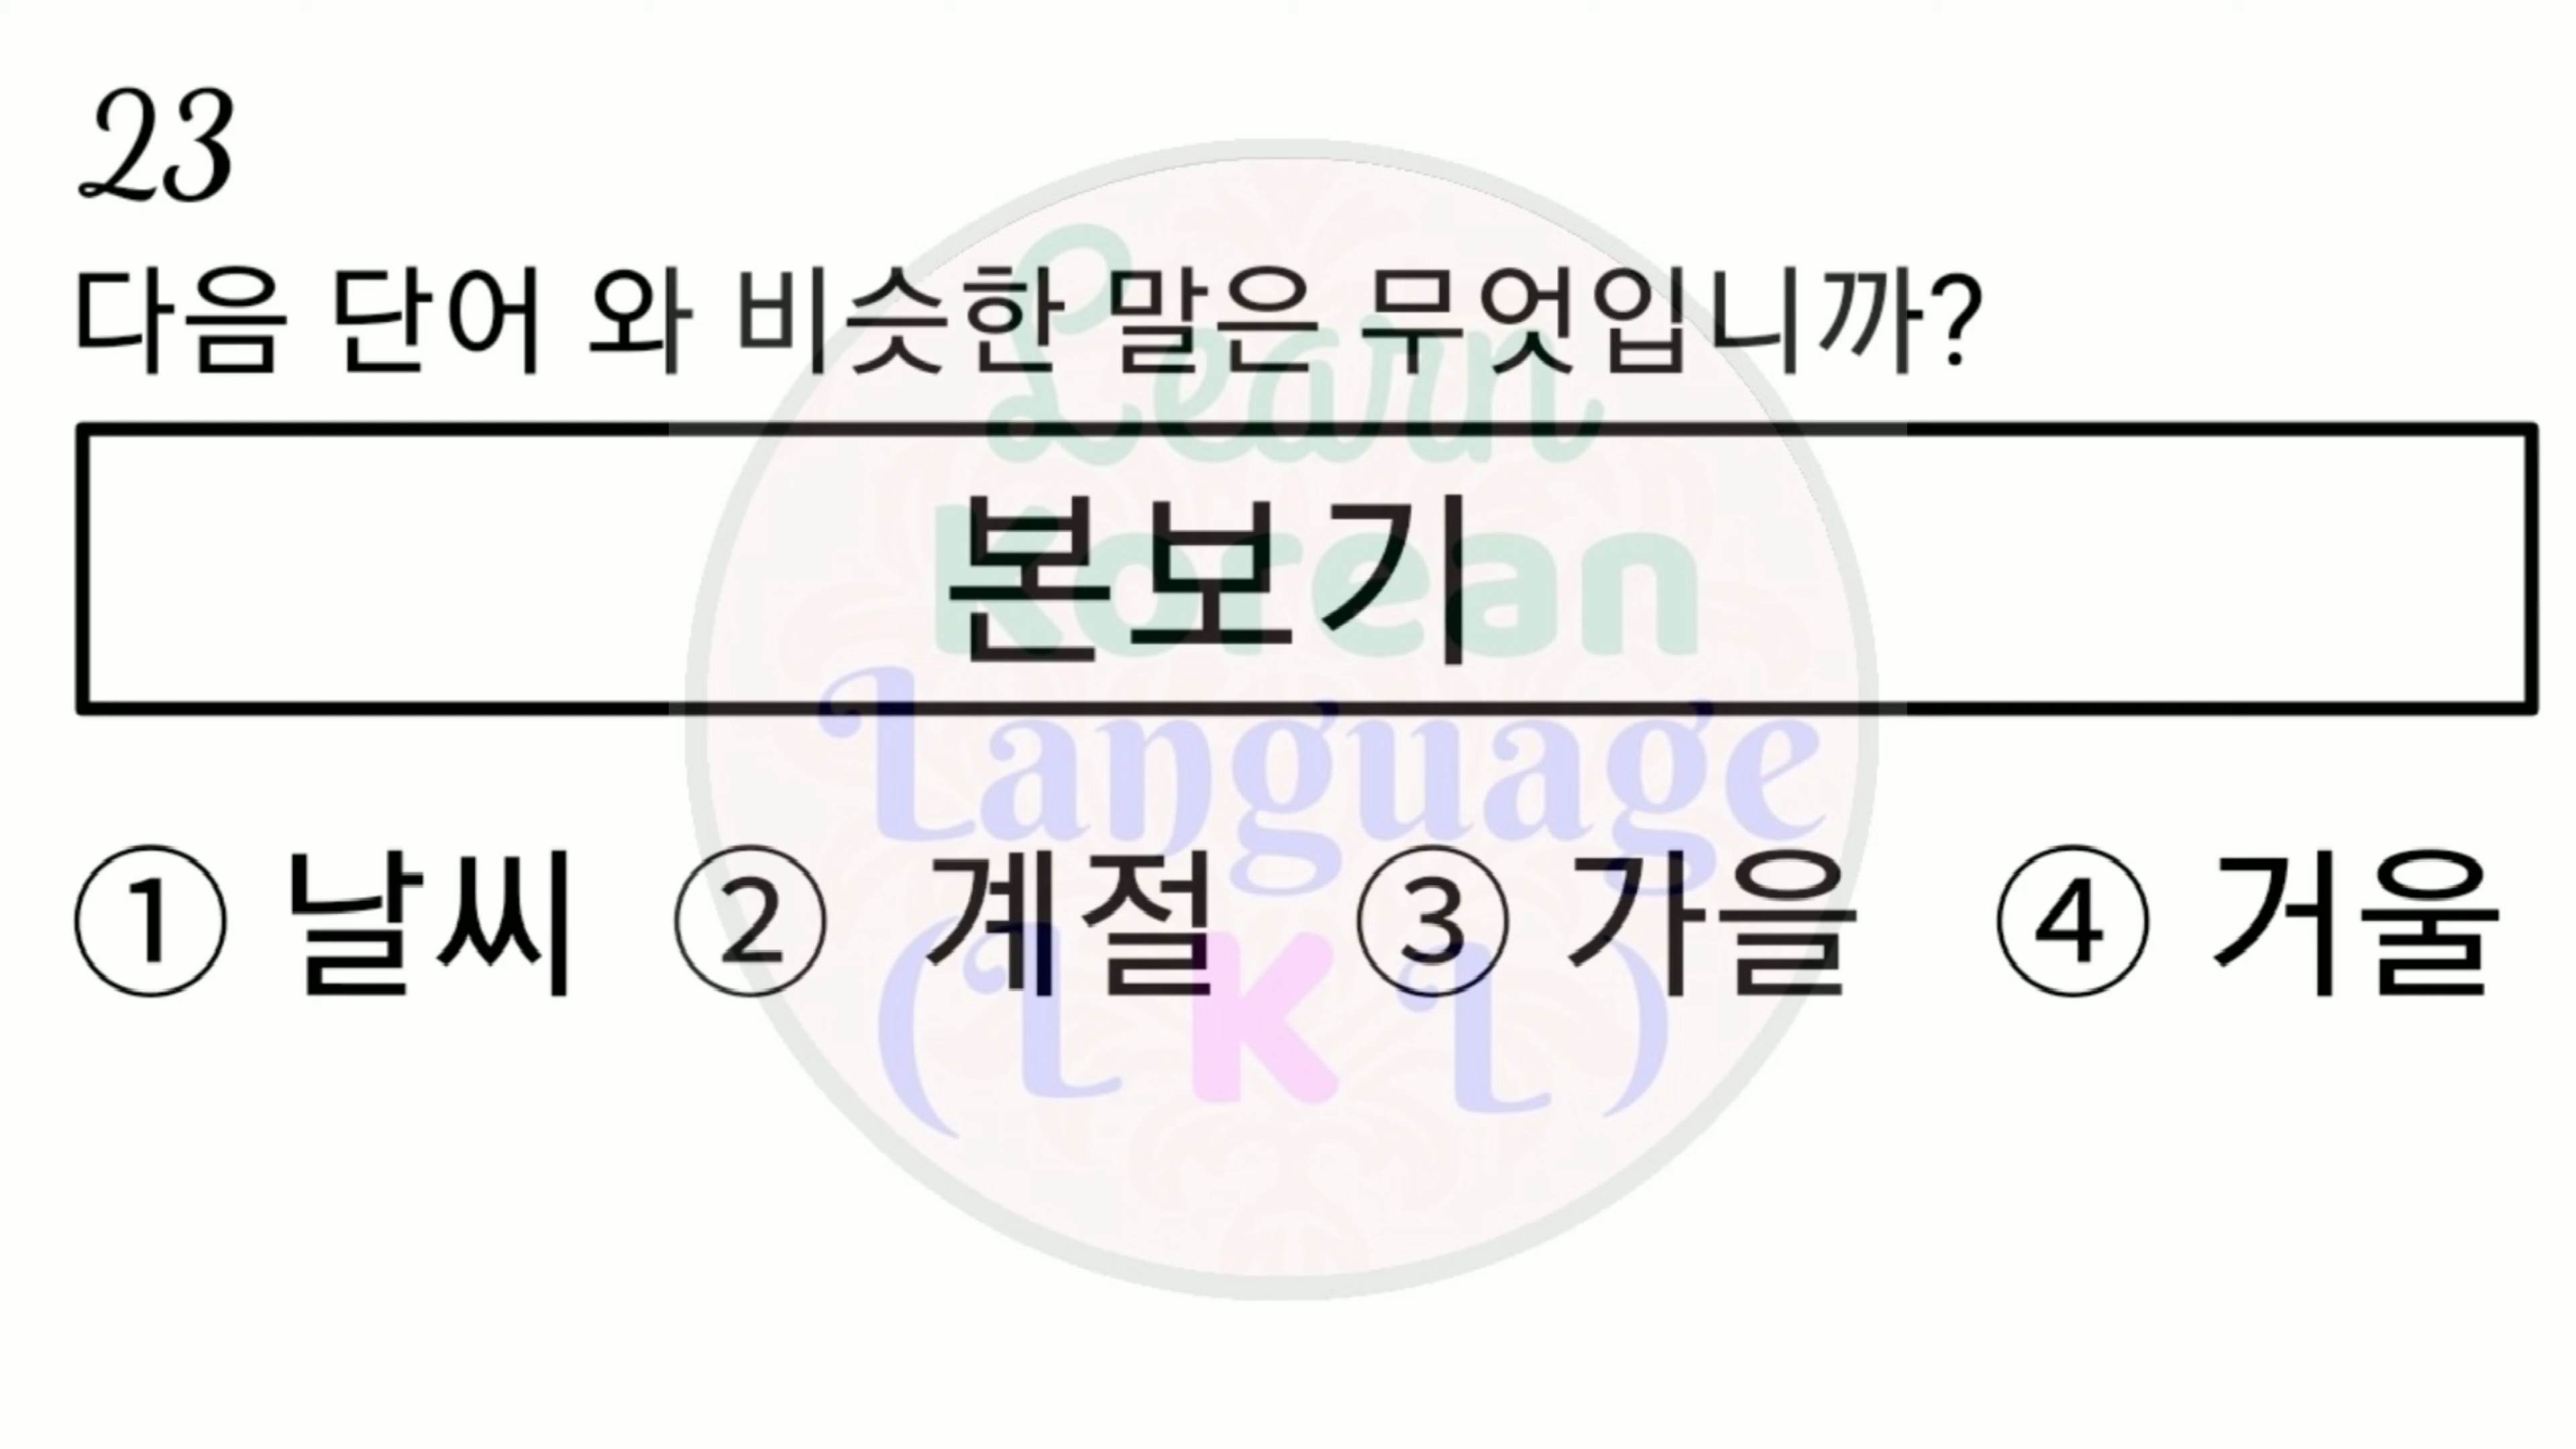 23
다음 단어 와 비슷한 말은 무엇입니까?
본보기
① 날씨 ② 계절 ③ 가을 ④ 거울
Learn
Korean
Language
(L K L)